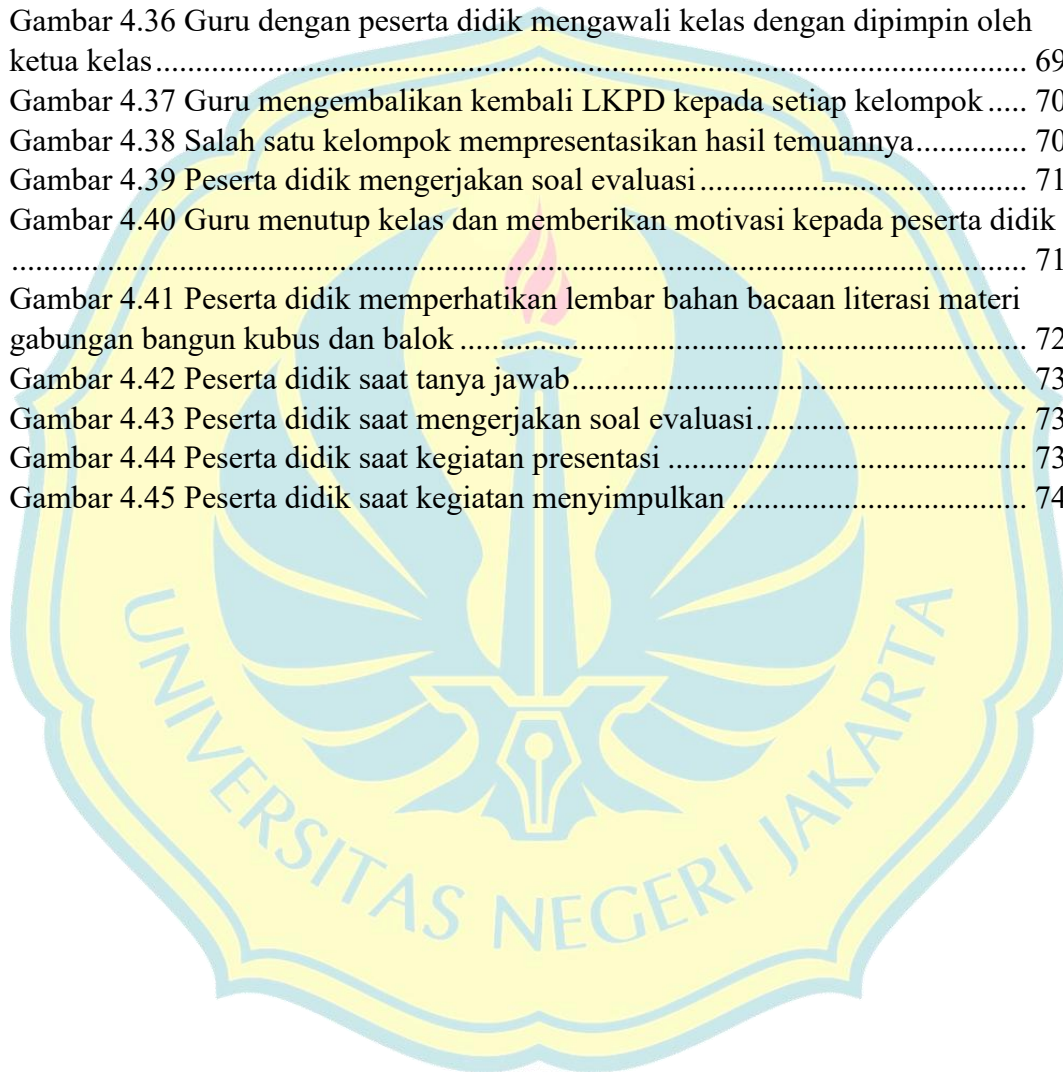 Gambar 4.36 Guru dengan peserta didik mengawali kelas dengan dipimpin oleh
ketua kelas............................................................................................................ 69
Gambar 4.37 Guru mengembalikan kembali LKPD kepada setiap kelompok ..... 70
Gambar 4.38 Salah satu kelompok mempresentasikan hasil temuannya.............. 70
Gambar 4.39 Peserta didik mengerjakan soal evaluasi......................................... 71
Gambar 4.40 Guru menutup kelas dan memberikan motivasi kepada peserta didik
.............................................................................................................................. 71
Gambar 4.41 Peserta didik memperhatikan lembar bahan bacaan literasi materi
gabungan bangun kubus dan balok ...................................................................... 72
Gambar 4.42 Peserta didik saat tanya jawab......................................................... 73
Gambar 4.43 Peserta didik saat mengerjakan soal evaluasi.................................. 73
Gambar 4.44 Peserta didik saat kegiatan presentasi ............................................. 73
Gambar 4.45 Peserta didik saat kegiatan menyimpulkan ..................................... 74
UNIVERSITAS NEGERI JAKARTA